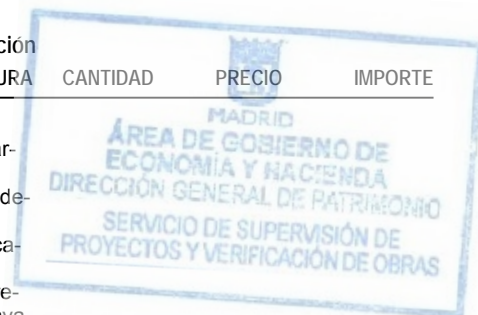 ción
URA CANTIDAD PRECIO IMPORTE
MADRID
ÁREA DE GOBIERNO DE
ECONOMÍA Y HACIENDA
DIRECCIÓN GENERAL DE PATRIMONIO
SERVICIO DE SUPERVISIÓN DE
PROYECTOS Y VERIFICACIÓN DE OBRAS
ar-
de-
ca-
re-